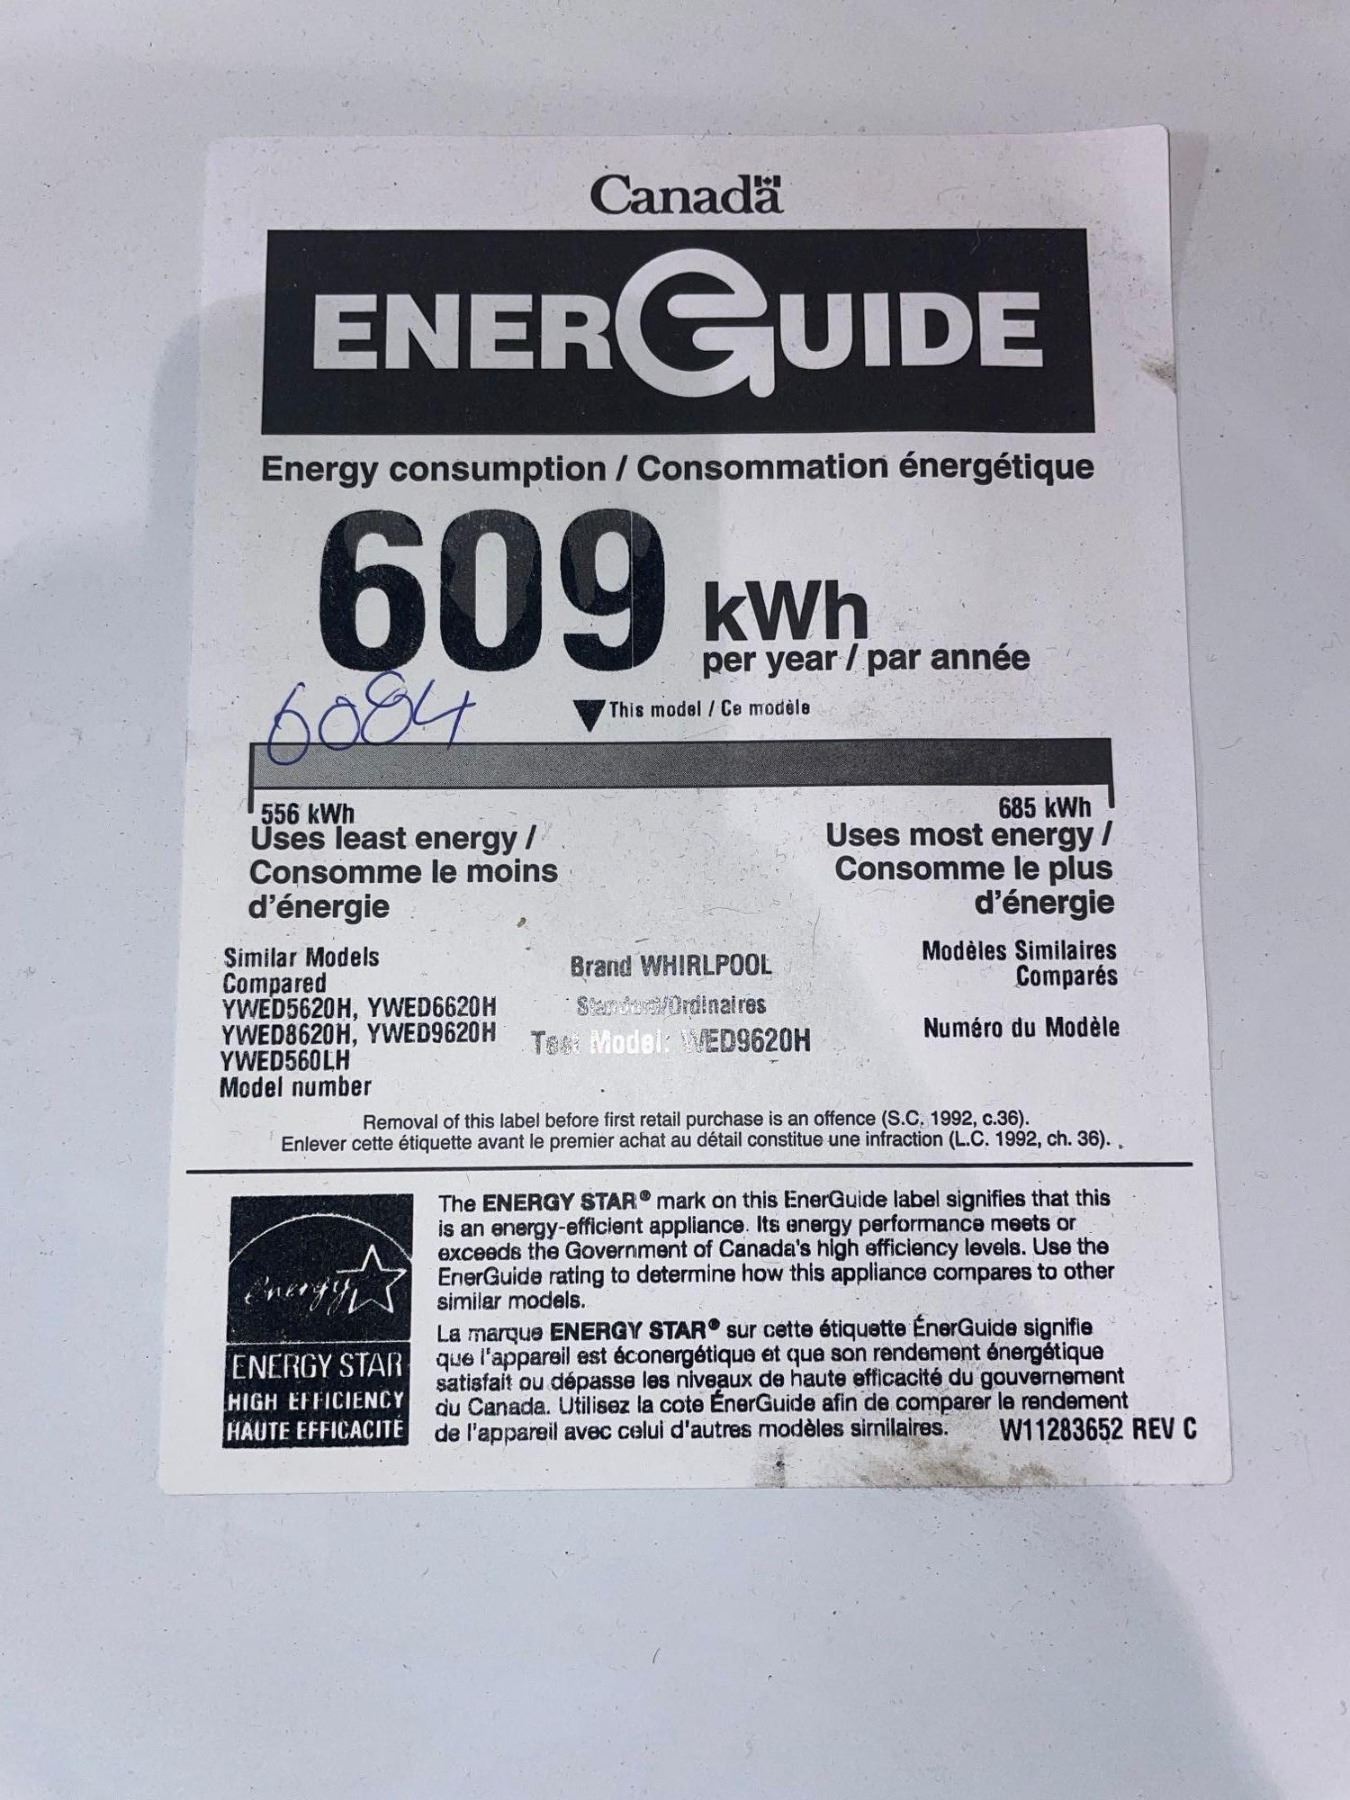 Canada
ENERGUIDE
Energy consumption / Consommation énergétique
609 kWh
per year / par année
6084
This model / Ce modèle
556 kWh
Uses least energy /
Consomme le moins
d'énergie
685 kWh
Uses most energy /
Consomme le plus
d'énergie
Similar Models
Compared
YWED5620H, YWED6620H
YWED8620H, YWED9620H
YWED560LH
Model number
Brand WHIRLPOOL
Standard/Ordinaires
Test Model: WED9620H
Modèles Similaires
Comparés
Numéro du Modèle
Removal of this label before first retail purchase is an offence (S.C. 1992, c.36).
Enlever cette étiquette avant le premier achat au détail constitue une infraction (L.C. 1992, ch. 36).
energy
ENERGY STAR
HIGH EFFICIENCY
HAUTE EFFICACITÉ
The ENERGY STAR® mark on this EnerGuide label signifies that this
is an energy-efficient appliance. Its energy performance meets or
exceeds the Government of Canada's high efficiency levels. Use the
EnerGuide rating to determine how this appliance compares to other
similar models.
La marque ENERGY STAR® sur cette étiquette ÉnerGuide signifie
que l'appareil est éconergétique et que son rendement énergétique
satisfait ou dépasse les niveaux de haute efficacité du gouvernement
du Canada. Utilisez la cote ÉnerGuide afin de comparer le rendement
de l'appareil avec celui d'autres modèles similaires.
W11283652 REV C